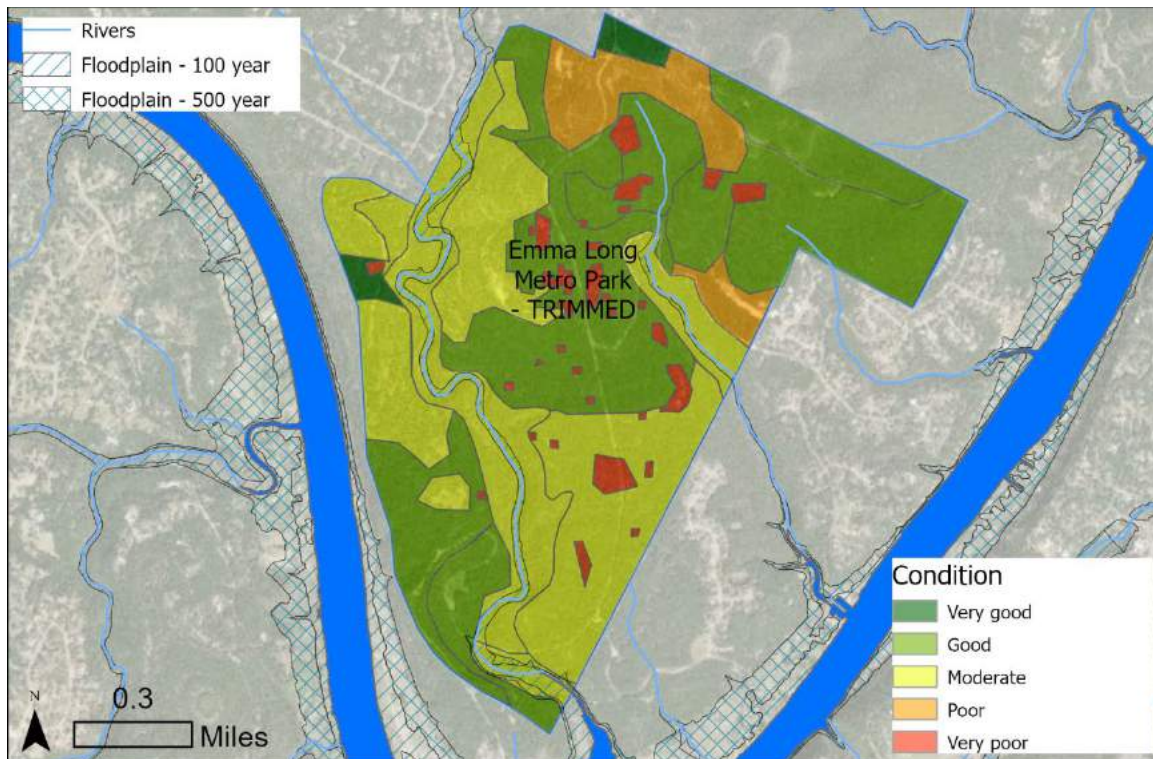 Rivers
Floodplain - 100 year
Floodplain - 500 year
Emma Long
Metro Park
- TRIMMED
Condition
Very good
Good
Moderate
Poor
Very poor
N
0.3
Miles